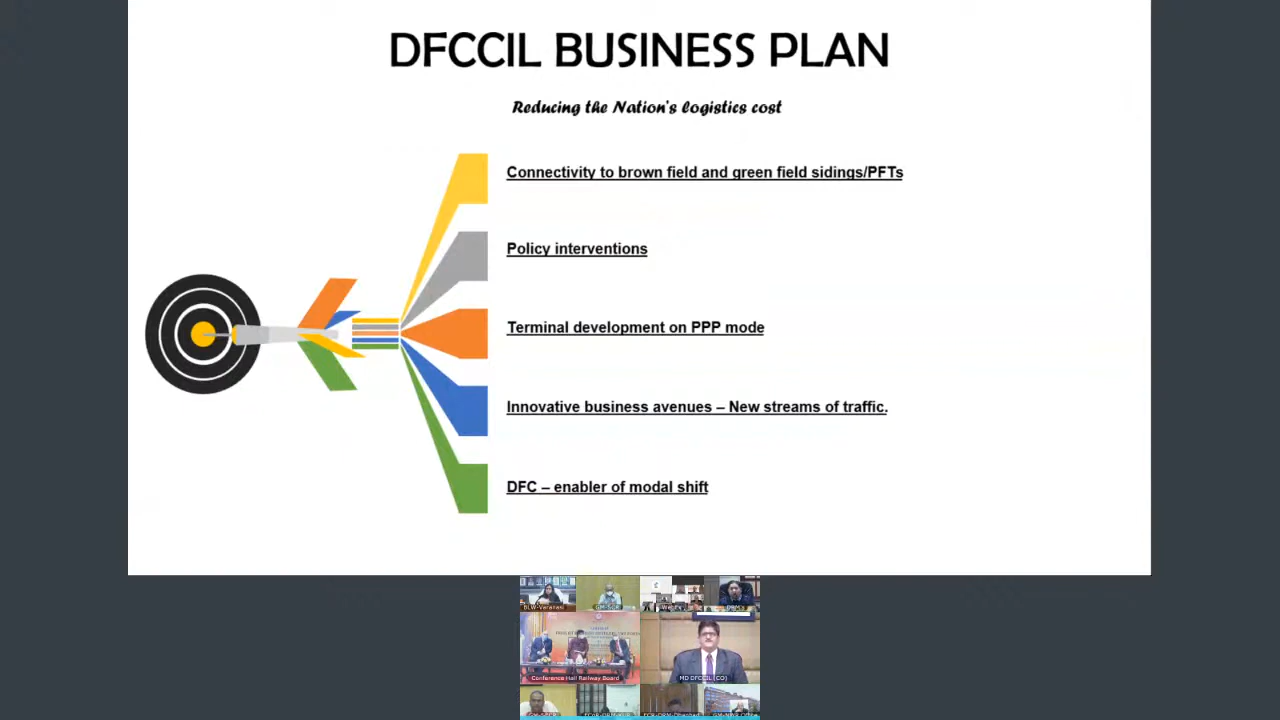 DFCCIL BUSINESS PLAN
Reducing the Nation's logistics cost
Connectivity to brown field and green field sidings/PFTs
Policy interventions
Terminal development on PPP mode
Innovative business avenues – New streams of traffic.
DFC – enabler of modal shift
BLW-Varanasi
Conference Hall Railway Board
MD DFCCIL (CO)